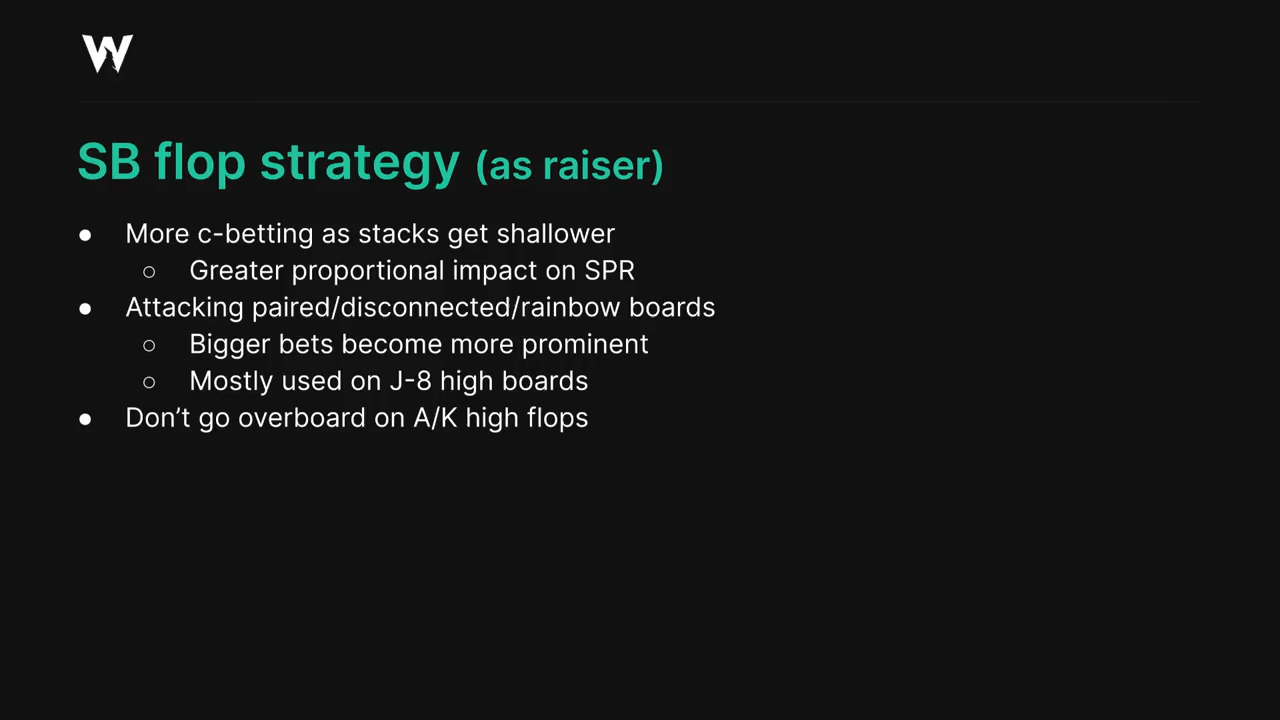 W
SB flop strategy (as raiser)
● More c-betting as stacks get shallower
○ Greater proportional impact on SPR
● Attacking paired/disconnected/rainbow boards
○ Bigger bets become more prominent
○ Mostly used on J-8 high boards
● Don’t go overboard on A/K high flops